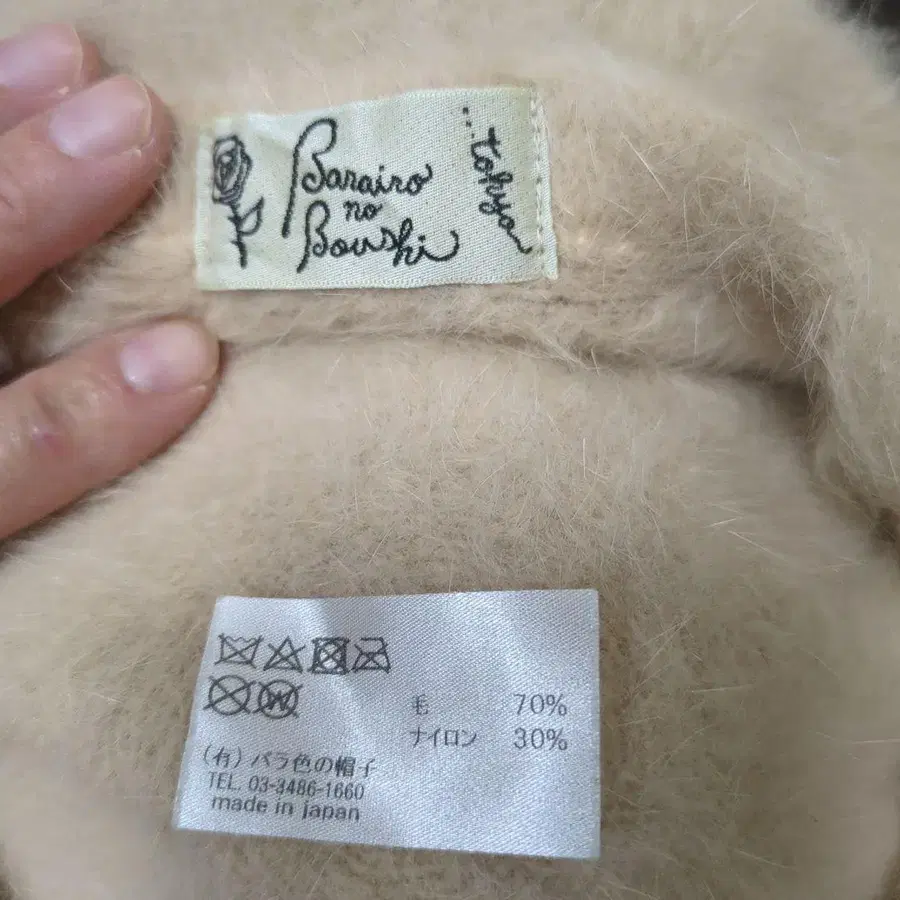 Barairo
no
Boushi
...tokyo
W
毛 70%
ナイロン 30%
(有)バラ色の帽子
TEL. 03-3486-1660
made in japan